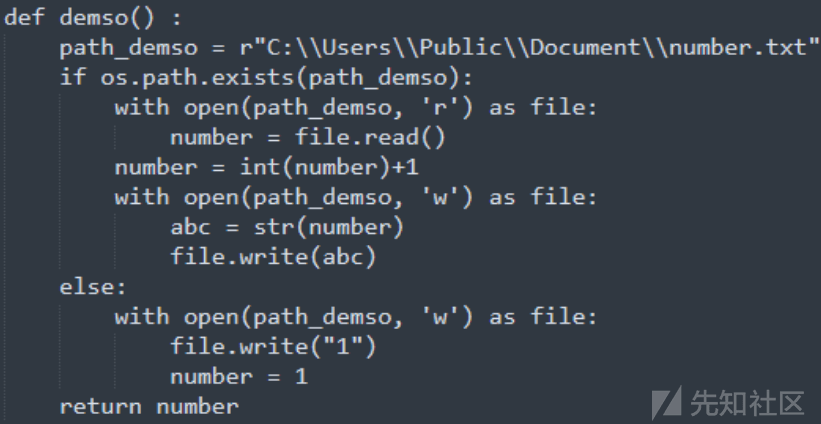 def demso() :
    path_demso = r"C:\\Users\\Public\\Document\\number.txt"
    if os.path.exists(path_demso):
        with open(path_demso, 'r') as file:
            number = file.read()
        number = int(number)+1
        with open(path_demso, 'w') as file:
            abc = str(number)
            file.write(abc)
    else:
        with open(path_demso, 'w') as file:
            file.write("1")
            number = 1
    return number
先知社区